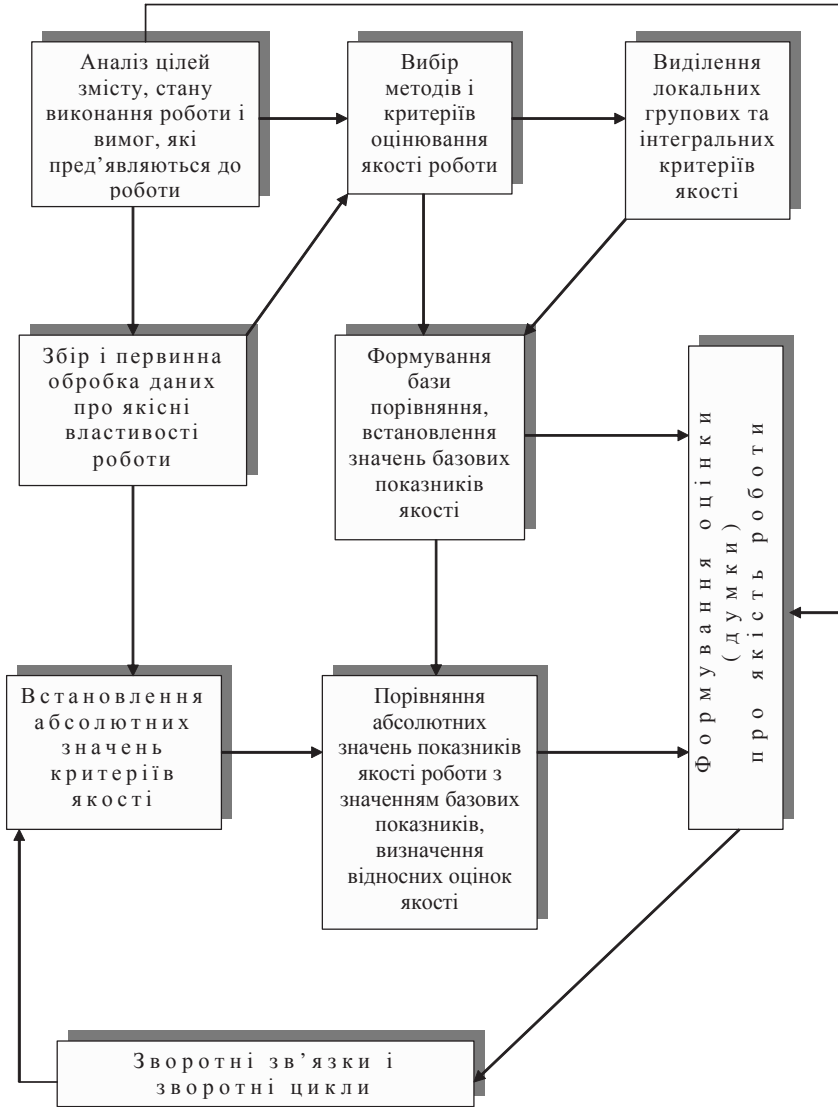 Аналіз цілей
змісту, стану
виконання роботи і
вимог, які
пред’являються до
роботи
Вибір
методів і
критеріїв
оцінювання
якості роботи
Виділення
локальних
групових та
інтегральних
критеріїв
якості
Збір і первинна
обробка даних
про якісні
властивості
роботи
Формування
бази
порівняння,
встановлення
значень базових
показників
якості
Формування оцінки
(думки)
про якість роботи
Встановлення
абсолютних
значень
критеріїв
якості
Порівняння
абсолютних
значень показників
якості роботи з
значенням базових
показників,
визначення
відносних оцінок
якості
Зворотні зв’язки і
зворотні цикли